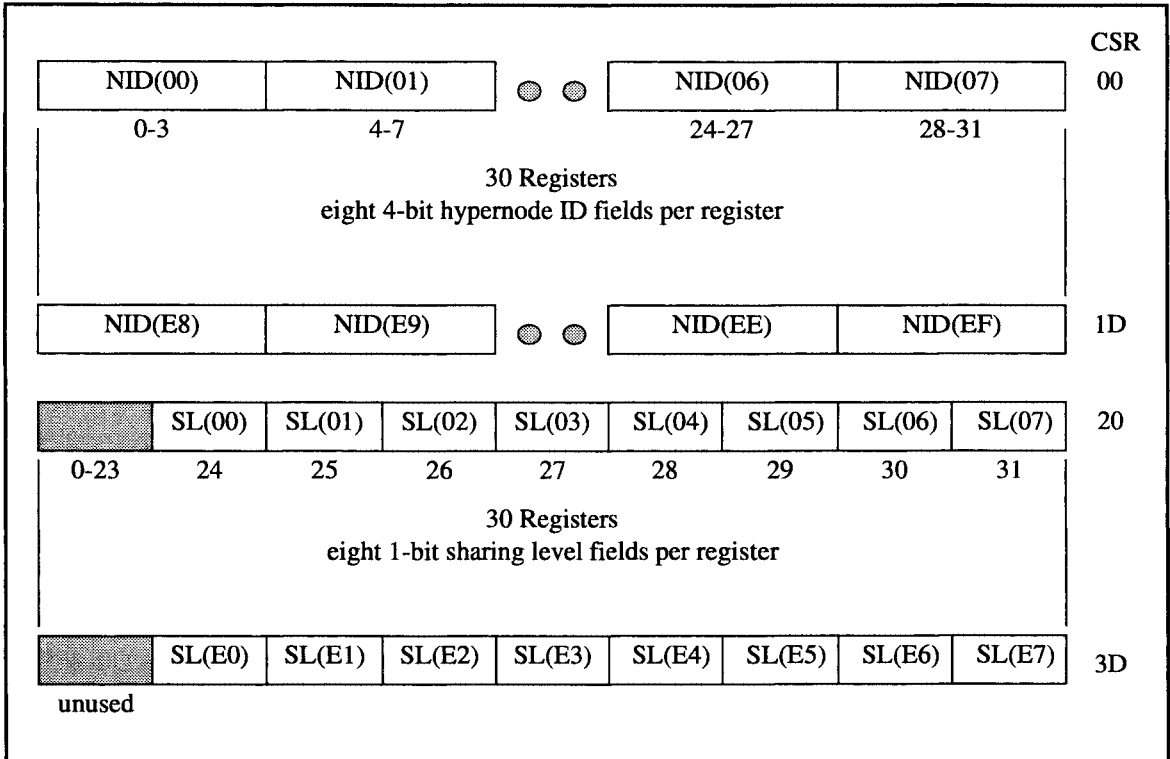 CSR
NID(00) NID(01) NID(06) NID(07) 00
0-3 4-7 24-27 28-31
30 Registers
eight 4-bit hypernode ID fields per register
NID(E8) NID(E9) NID(EE) NID(EF) 1D
SL(00) SL(01) SL(02) SL(03) SL(04) SL(05) SL(06) SL(07) 20
0-23 24 25 26 27 28 29 30 31
30 Registers
eight 1-bit sharing level fields per register
SL(E0) SL(E1) SL(E2) SL(E3) SL(E4) SL(E5) SL(E6) SL(E7) 3D
unused